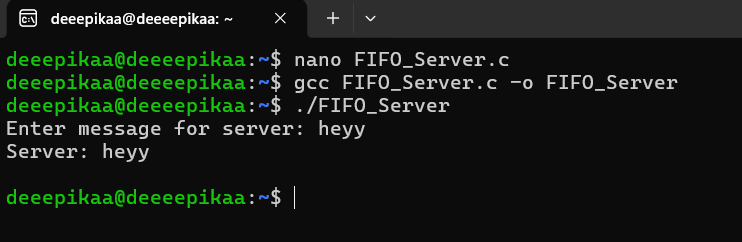 deeepikaa@deeeepikaa: ~
deeepikaa@deeeepikaa:~$ nano FIFO_Server.c
deeepikaa@deeeepikaa:~$ gcc FIFO_Server.c -o FIFO_Server
deeepikaa@deeeepikaa:~$ ./FIFO_Server
Enter message for server: heyy
Server: heyy
deeepikaa@deeeepikaa:~$